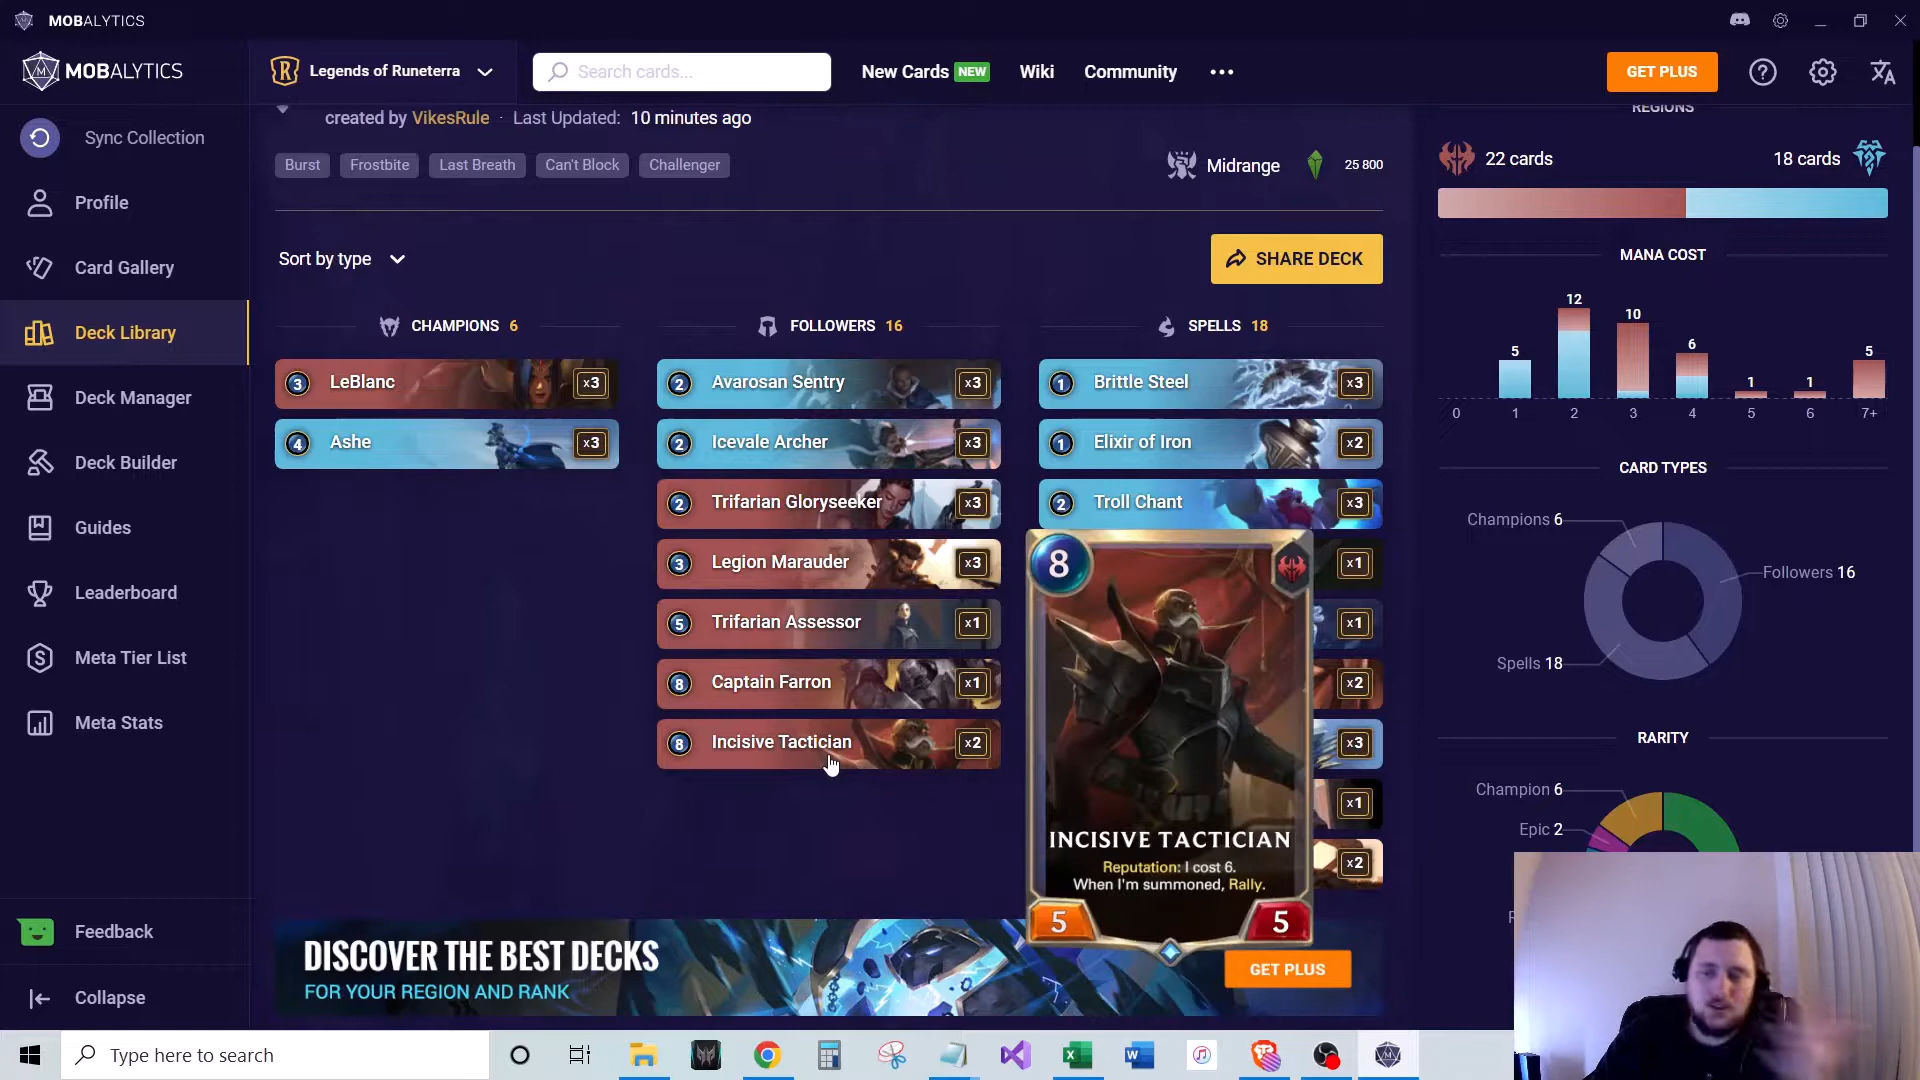 MOBALYTICS
MOBALYTICS
Legends of Runeterra
Search cards...
New Cards NEW
Wiki
Community
GET PLUS
created by VikesRule · Last Updated: 10 minutes ago
Burst
Frostbite
Last Breath
Can't Block
Challenger
Midrange
25 800
Sort by type
SHARE DECK
Sync Collection
Profile
Card Gallery
Deck Library
Deck Manager
Deck Builder
Guides
Leaderboard
Meta Tier List
Meta Stats
Feedback
Collapse
CHAMPIONS 6
3 LeBlanc x3
4 Ashe x3
FOLLOWERS 16
2 Avarosan Sentry x3
2 Icevale Archer x3
2 Trifarian Gloryseeker x3
3 Legion Marauder x3
5 Trifarian Assessor x1
8 Captain Farron x1
8 Incisive Tactician x2
SPELLS 18
1 Brittle Steel x3
1 Elixir of Iron x2
2 Troll Chant x3
x1
x1
x2
x3
x1
x2
8
INCISIVE TACTICIAN
Reputation: I cost 6.
When I'm summoned, Rally.
5
5
DISCOVER THE BEST DECKS
FOR YOUR REGION AND RANK
GET PLUS
REGIONS
22 cards
18 cards
MANA COST
12
10
5
6
1
1
5
0 1 2 3 4 5 6 7+
CARD TYPES
Champions 6
Followers 16
Spells 18
RARITY
Champion 6
Epic 2
Type here to search